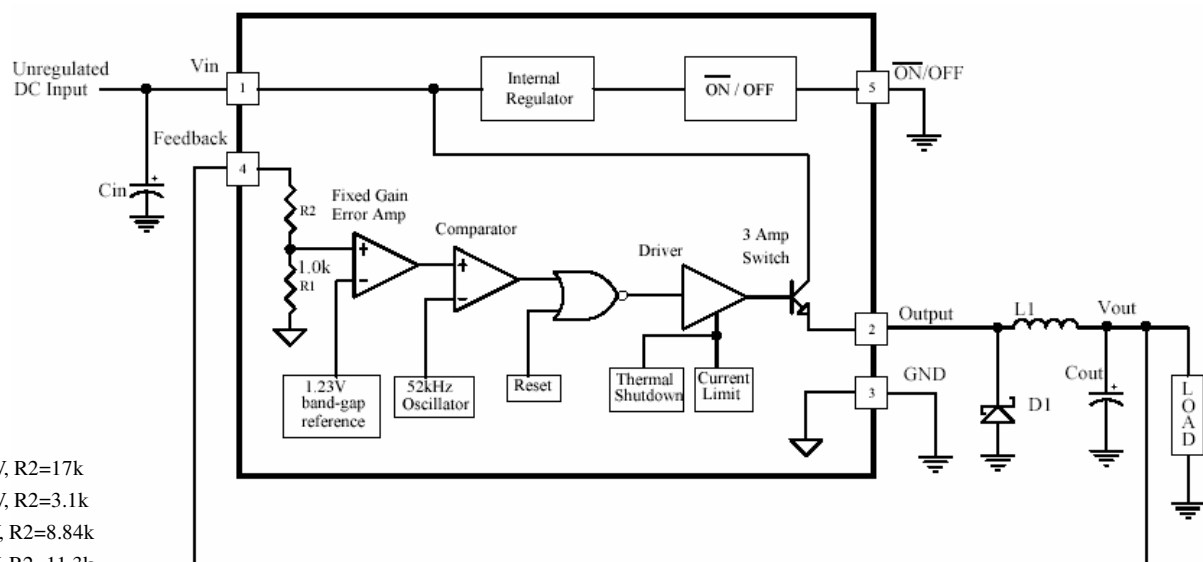 Unregulated
DC Input
Vin
1
Internal
Regulator
ON / OFF
5
ON/OFF
Feedback
4
Cin
R2
1.0k
R1
Fixed Gain
Error Amp
Comparator
Driver
3 Amp
Switch
1.23V
band-gap
reference
52kHz
Oscillator
Reset
Thermal
Shutdown
Current
Limit
2
Output
3
GND
L1
Vout
D1
Cout
LOAD
R2=17k
R2=3.1k
R2=8.84k